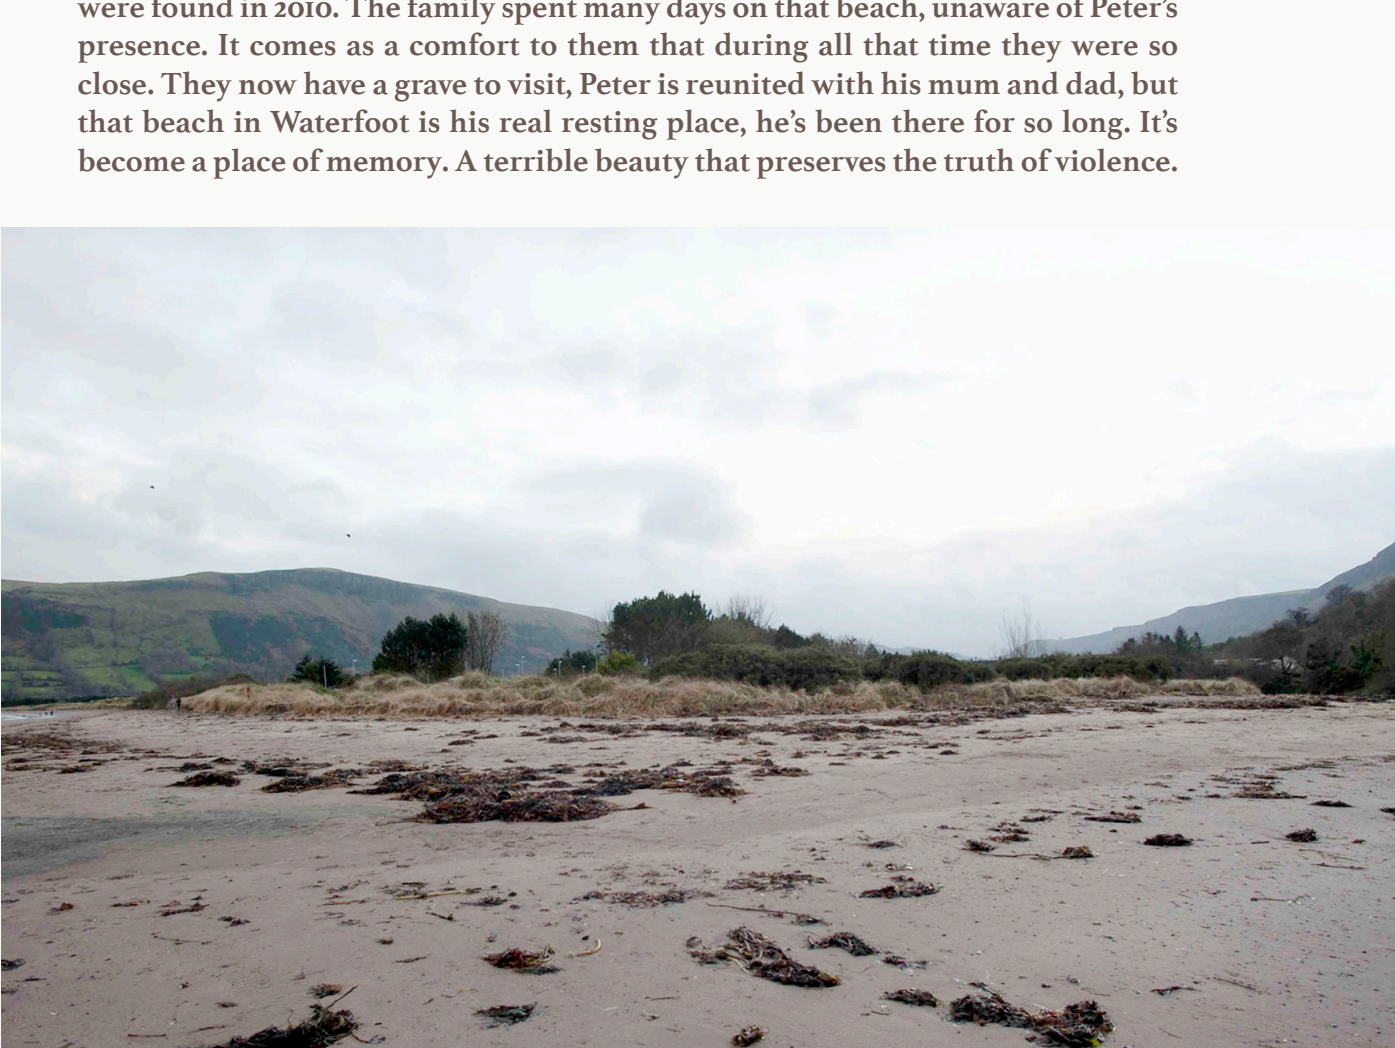 were found in 2010. The family spent many days on that beach, unaware of Peter's
presence. It comes as a comfort to them that during all that time they were so
close. They now have a grave to visit, Peter is reunited with his mum and dad, but
that beach in Waterfoot is his real resting place, he's been there for so long. It's
become a place of memory. A terrible beauty that preserves the truth of violence.